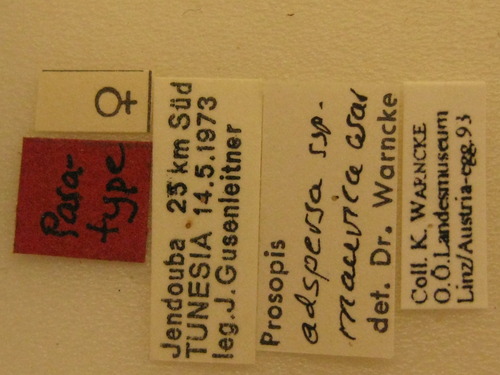 ♀
Para-
type
Jendouba 25 km Süd
TUNESIA 14.5.1973
leg. J. Gusenleitner
Prosopis
adspersa ssp.
det. Dr. Warncke
Coll. K. WARNCKE
O.Ö. Landesmuseum
Linz/Austria-egg.93